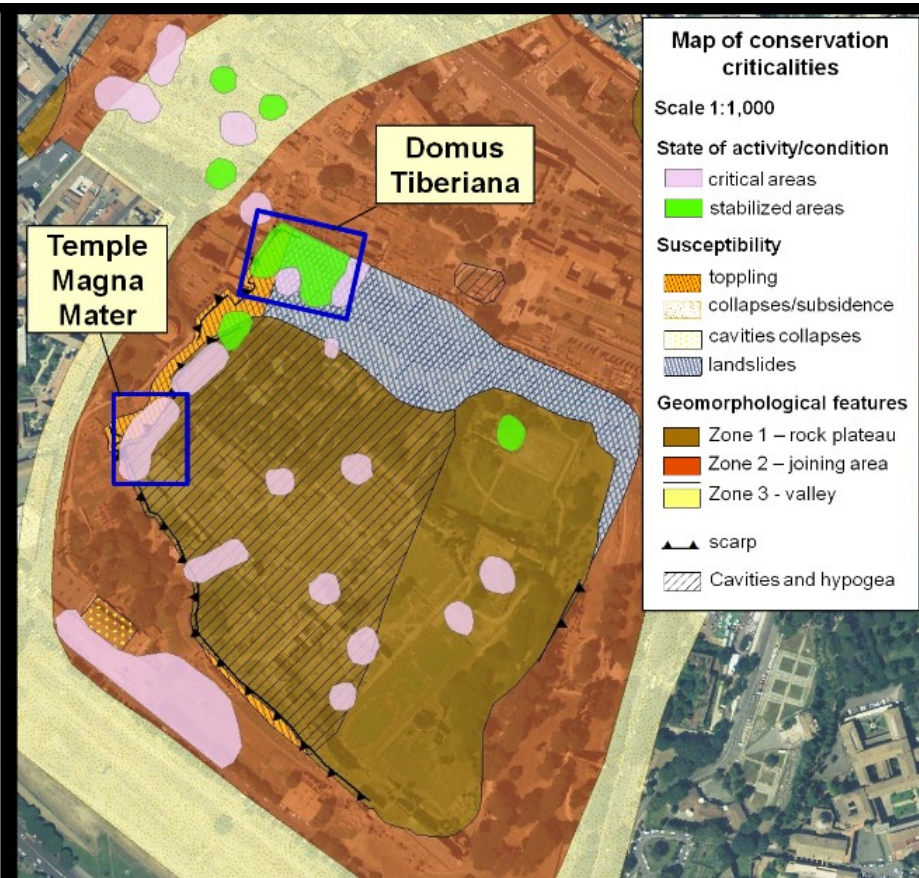 Map of conservation
criticalities
Scale 1:1,000
State of activity/condition
critical areas
stabilized areas
Susceptibility
toppling
collapses/subsidence
cavities collapses
landslides
Geomorphological features
Zone 1 – rock plateau
Zone 2 – joining area
Zone 3 - valley
scarp
Cavities and hypogea
Domus
Tiberiana
Temple
Magna
Mater